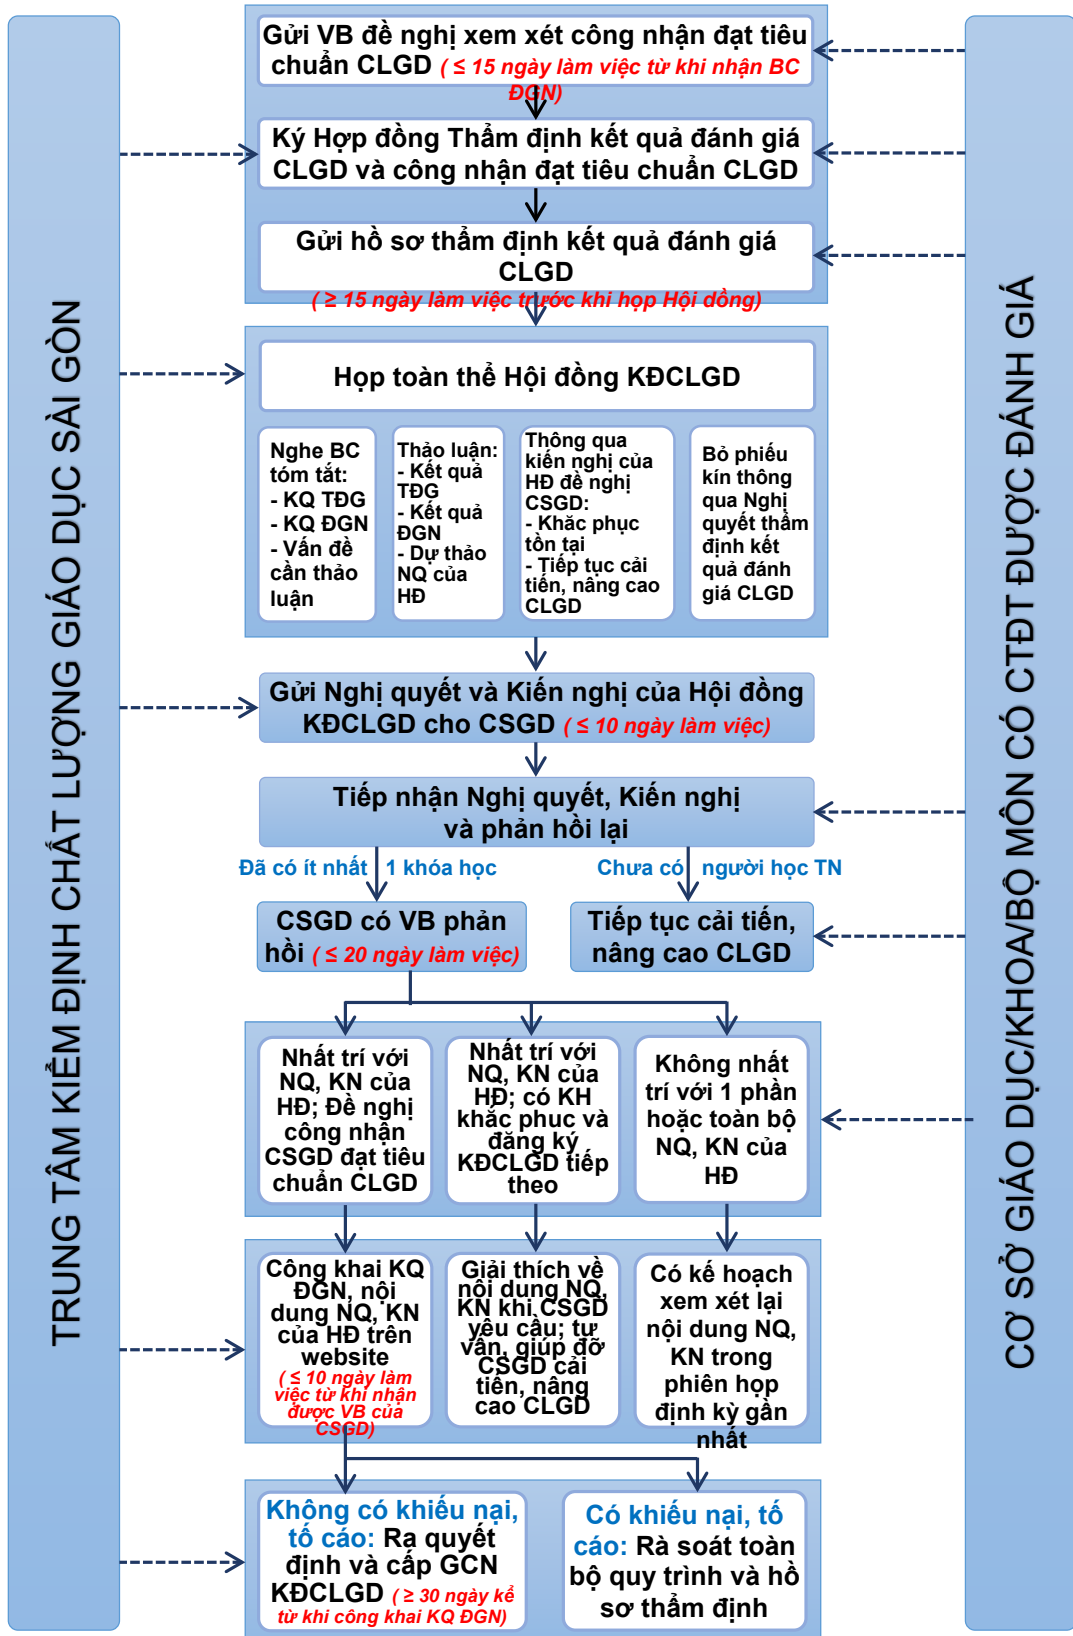 TRUNG TÂM KIỂM ĐỊNH CHẤT LƯỢNG GIÁO DỤC SÀI GÒN
Gửi VB đề nghị xem xét công nhận đạt tiêu
chuẩn CLGD ( ≤ 15 ngày làm việc từ khi nhận BC
ĐGN)
Ký Hợp đồng Thẩm định kết quả đánh giá
CLGD và công nhận đạt tiêu chuẩn CLGD
Gửi hồ sơ thẩm định kết quả đánh giá
CLGD
( ≥ 15 ngày làm việc trước khi họp Hội dồng)
Họp toàn thể Hội đồng KĐCLGD
Nghe BC
tóm tắt:
- KQ TĐG
- KQ ĐGN
- Vấn đề
cần thảo
luận
Thảo luận:
- Kết quả
TĐG
- Kết quả
ĐGN
- Dự thảo
NQ của
HĐ
Thông qua
kiến nghị của
HĐ đề nghị
CSGD:
- Khăc phục
tồn tại
- Tiếp tục cải
tiến, nâng cao
CLGD
Bỏ phiếu
kín thông
qua Nghị
quyết thẩm
định kết
quả đánh
giá CLGD
Gửi Nghị quyết và Kiến nghị của Hội đồng
KĐCLGD cho CSGD ( ≤ 10 ngày làm việc)
Tiếp nhận Nghị quyết, Kiến nghị
và phản hồi lại
Đã có ít nhất 1 khóa học
Chưa có người học TN
CSGD có VB phản
hồi ( ≤ 20 ngày làm việc)
Tiếp tục cải tiến,
nâng cao CLGD
Nhất trí với
NQ, KN của
HĐ; Đề nghị
công nhận
CSGD đạt tiêu
chuẩn CLGD
Nhất trí với
NQ, KN của
HĐ; có KH
khắc phuc và
đăng ký
KĐCLGD tiếp
theo
Không nhất
trí với 1 phần
hoặc toàn bộ
NQ, KN của
HĐ
Công khai KQ
ĐGN, nội
dung NQ, KN
của HĐ trên
website
( ≤ 10 ngày làm
việc từ khi nhận
được VB của
CSGD)
Giải thích về
nội dung NQ,
KN khi CSGD
yêu cầu; tư
vấn, giúp đỡ
CSGD cải
tiến, nâng
cao CLGD
Có kế hoạch
xem xét lại
nội dung NQ,
KN trong
phiên họp
định kỳ gần
nhất
Không có khiếu nại,
tố cáo: Ra quyết
định và cấp GCN
KĐCLGD ( ≥ 30 ngày kể
từ khi công khai KQ ĐGN)
Có khiếu nại, tố
cáo: Rà soát toàn
bộ quy trình và hồ
sơ thẩm định
CƠ SỞ GIÁO DỤC/KHOA/BỘ MÔN CÓ CTĐT ĐƯỢC ĐÁNH GIÁ